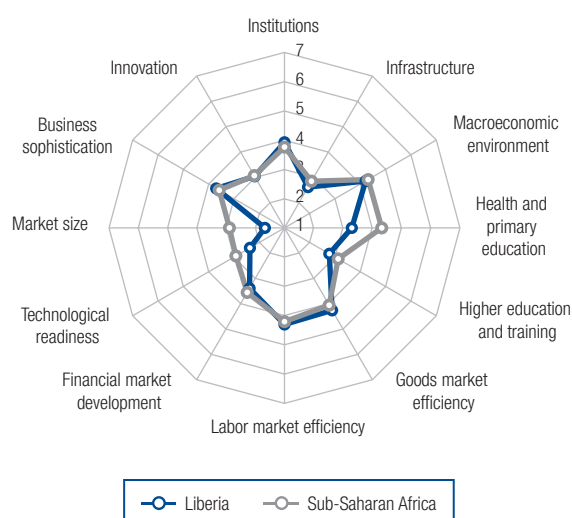 Institutions
7
6
5
4
3
2
1
Infrastructure
Macroeconomic
environment
Health and
primary
education
Higher education
and training
Goods market
efficiency
Labor market efficiency
Financial market
development
Technological
readiness
Market size
Business
sophistication
Innovation
Liberia
Sub-Saharan Africa